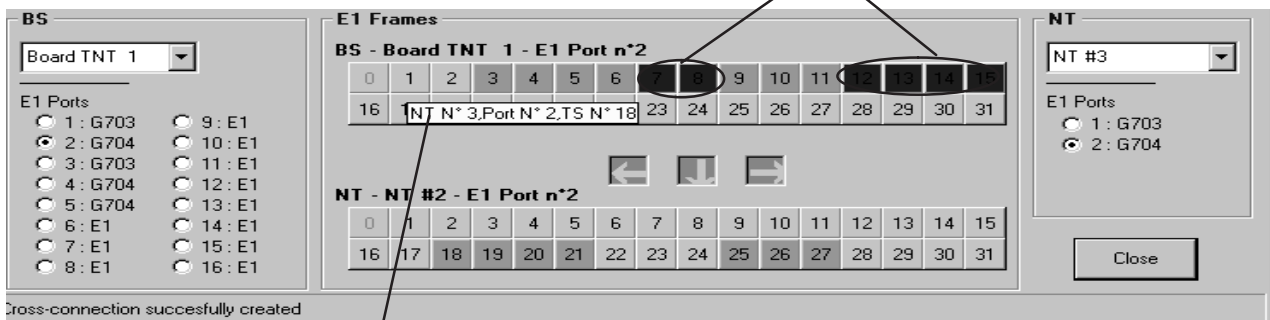 BS
Board TNT 1
E1 Ports
1 : G703
2 : G704
3 : G703
4 : G704
5 : G704
6 : E1
7 : E1
8 : E1
9 : E1
10 : E1
11 : E1
12 : E1
13 : E1
14 : E1
15 : E1
16 : E1
E1 Frames
BS - Board TNT 1 - E1 Port n°2
0 1 2 3 4 5 6 7 8 9 10 11 12 13 14 15
16 23 24 25 26 27 28 29 30 31
NT N° 3,Port N° 2,TS N° 18
NT - NT #2 - E1 Port n°2
0 1 2 3 4 5 6 7 8 9 10 11 12 13 14 15
16 17 18 19 20 21 22 23 24 25 26 27 28 29 30 31
NT
NT #3
E1 Ports
1 : G703
2 : G704
Close
Cross-connection succesfully created